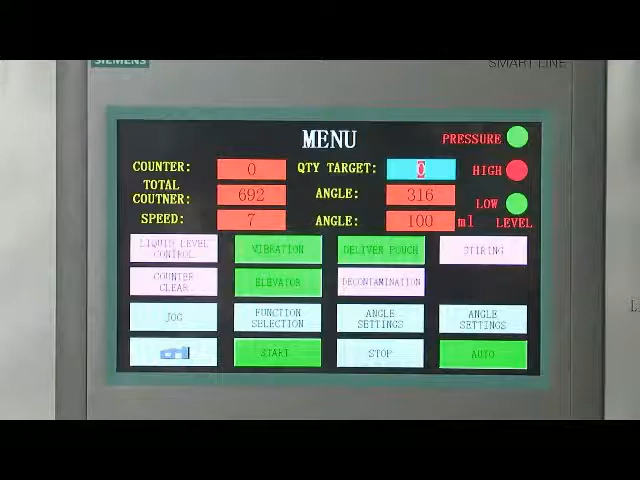 SIEMENS
SMART LINE
MENU
PRESSURE
COUNTER: 0 QTY TARGET: 0 HIGH
TOTAL
COUTNER: 692 ANGLE: 316 LOW
SPEED: 7 ANGLE: 100 ml LEVEL
LIQUID LEVEL
CONTROL
VIBRATION
DELIVER POUCH
STIRING
COUNTER
CLEAR
ELEVATOR
DECONTAMINATION
JOG
FUNCTION
SELECTION
ANGLE
SETTINGS
ANGLE
SETTINGS
START
STOP
AUTO